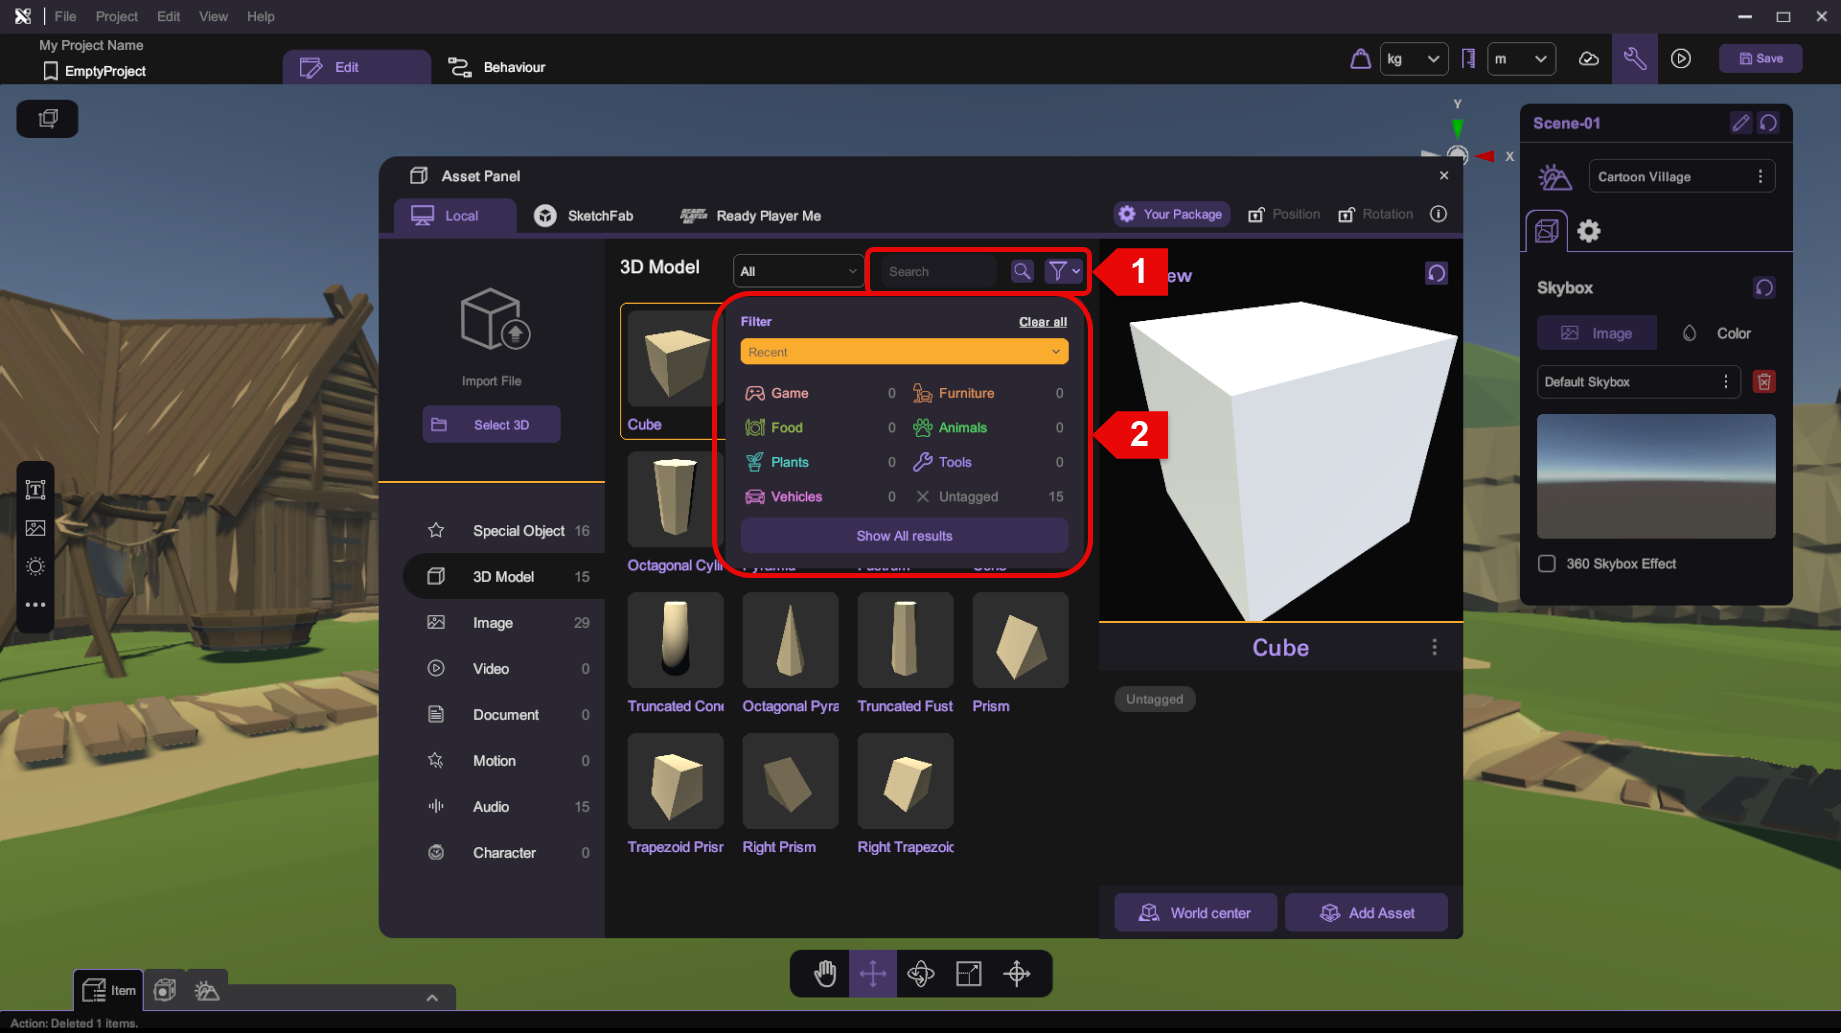 File Project Edit View Help
My Project Name
EmptyProject
Edit
Behaviour
kg
m
Save
Y
X
Asset Panel
Local
SketchFab
READY PLAYER ME
Ready Player Me
Your Package
Position
Rotation
Import File
Select 3D
Special Object 16
3D Model 15
Image 29
Video 0
Document 0
Motion 0
Audio 15
Character 0
3D Model
All
Search
1
ew
Filter
Clear all
Recent
Game 0
Furniture 0
Food 0
Animals 0
Plants 0
Tools 0
Vehicles 0
Untagged 15
Show All results
2
Cube
Octagonal Cyli
Truncated Cone
Octagonal Pyra
Truncated Fust
Prism
Trapezoid Prisr
Right Prism
Right Trapezoid
Cube
Untagged
World center
Add Asset
Scene-01
Cartoon Village
Skybox
Image
Color
Default Skybox
360 Skybox Effect
Item
Action: Deleted 1 items.